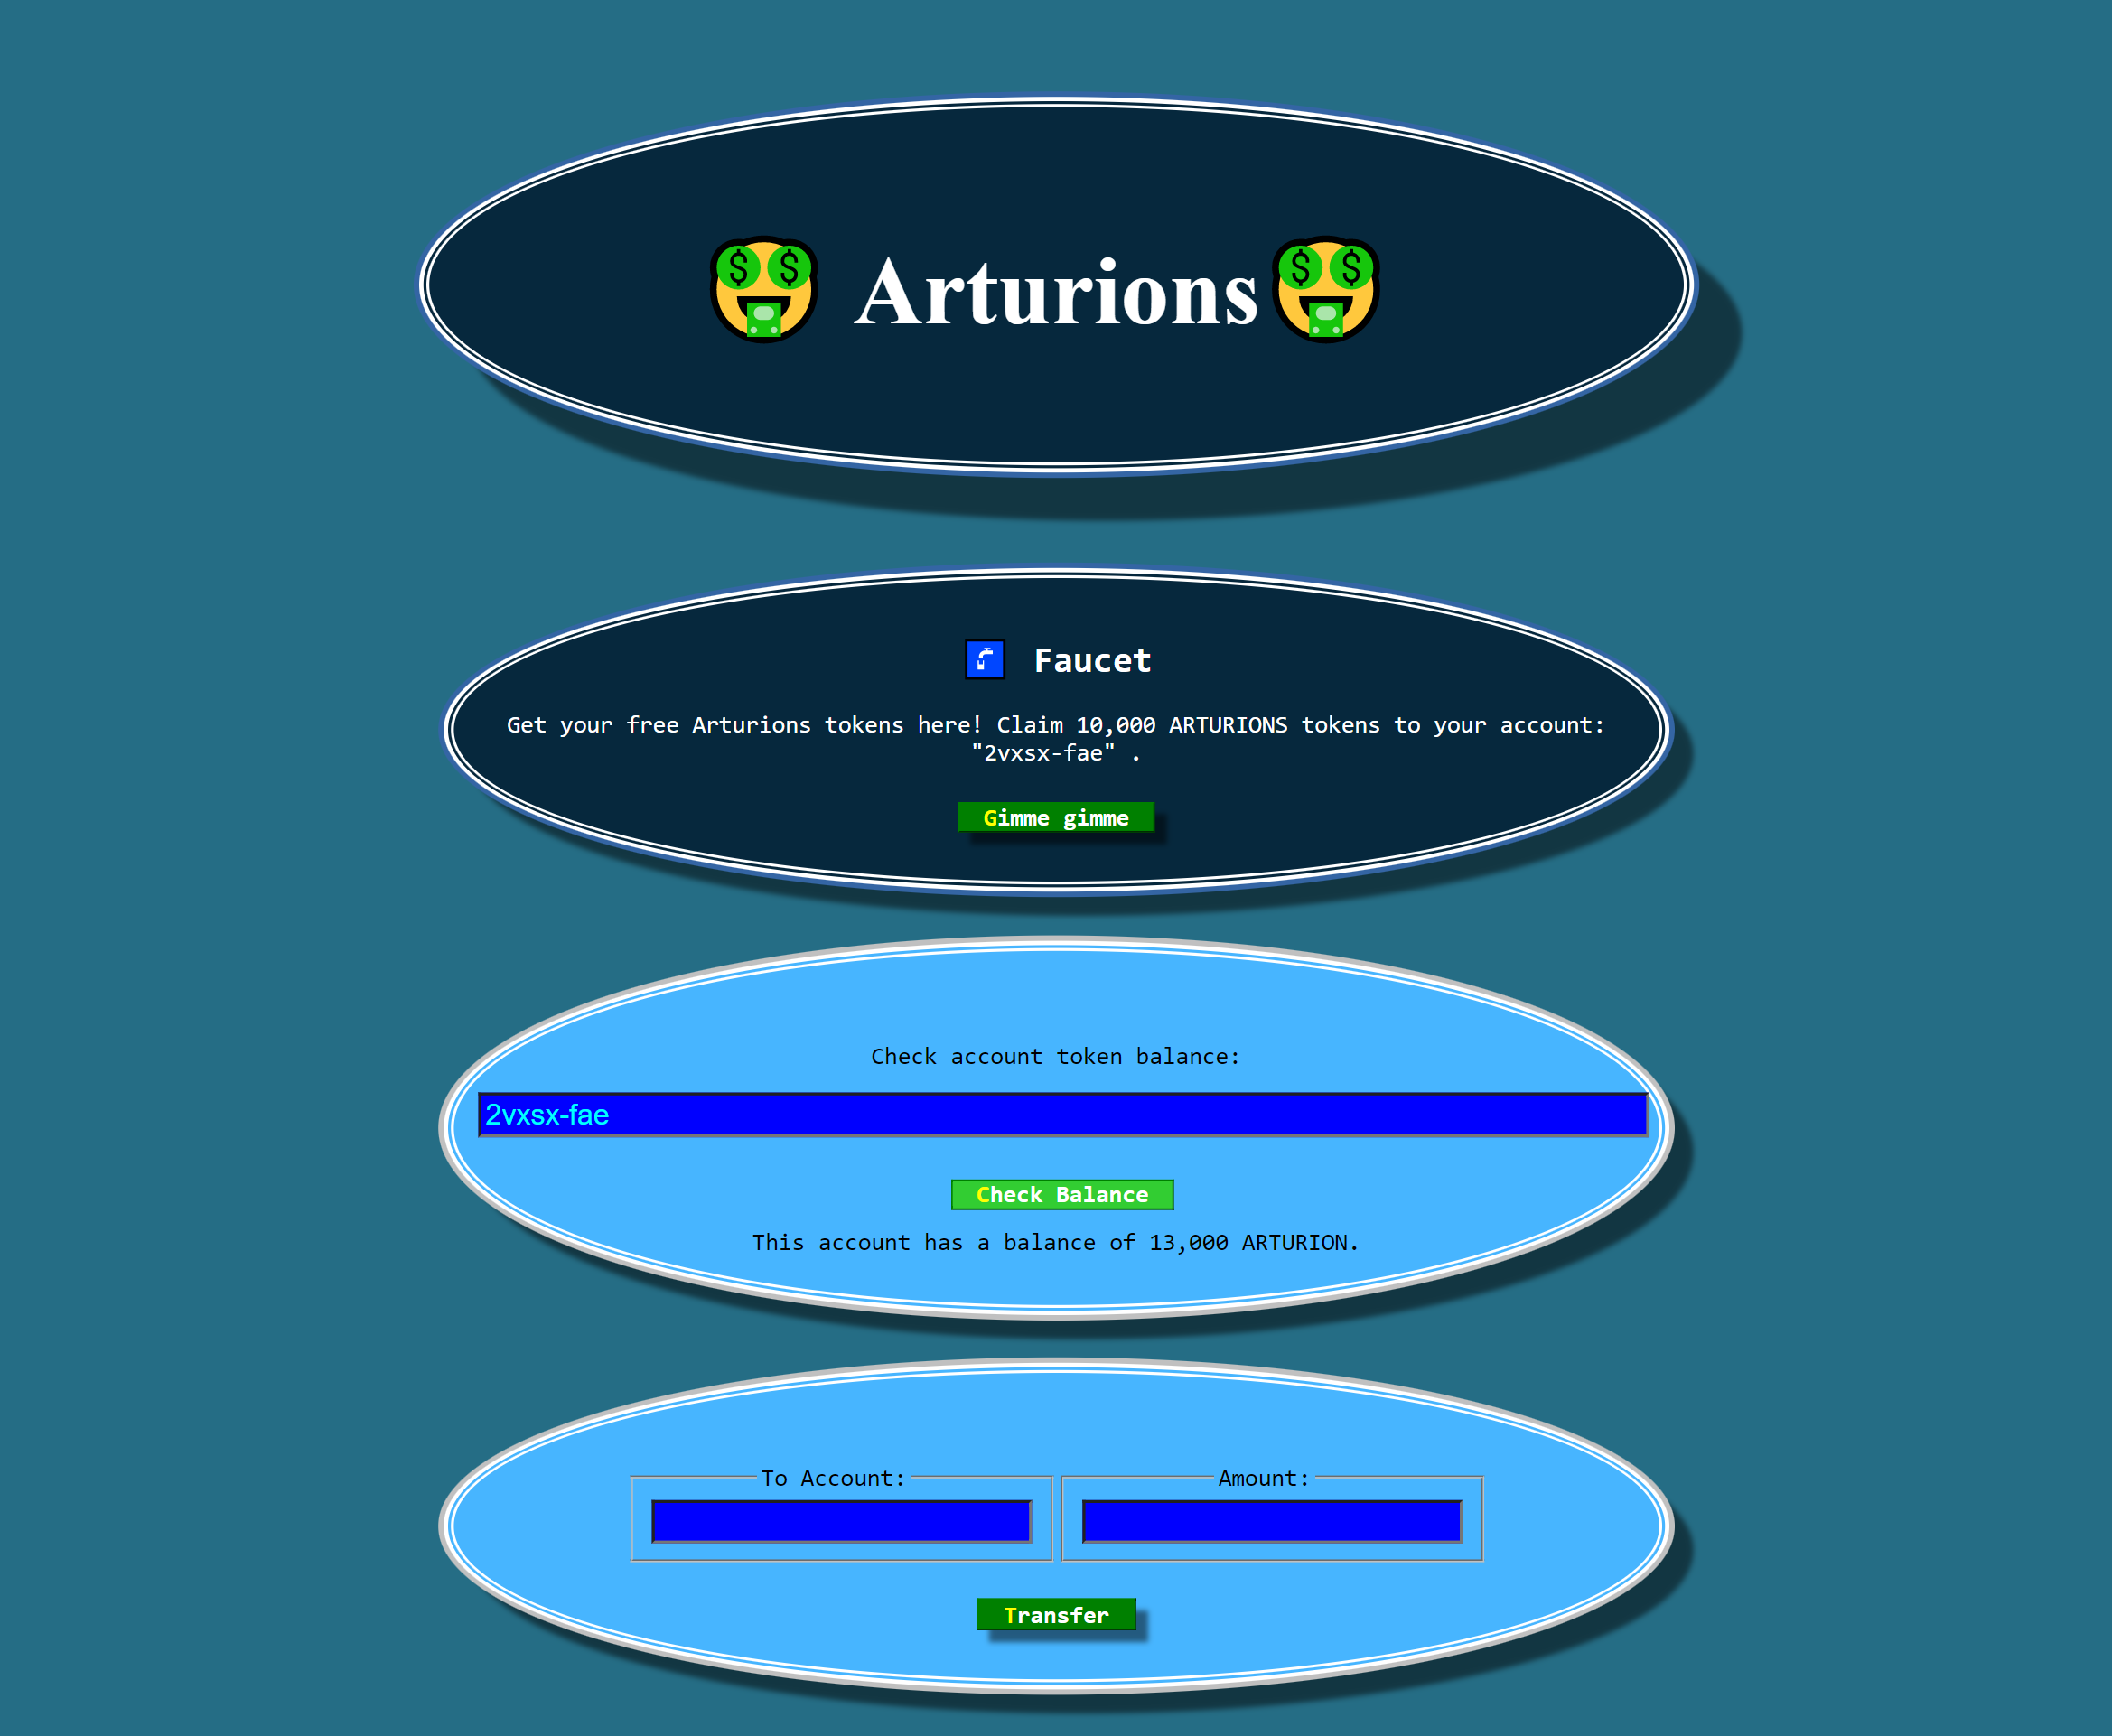 Arturions
Faucet
Get your free Arturions tokens here! Claim 10,000 ARTURIONS tokens to your account:
"2vxsx-fae" .
Gimme gimme
Check account token balance:
2vxsx-fae
Check Balance
This account has a balance of 13,000 ARTURION.
To Account: Amount:
Transfer